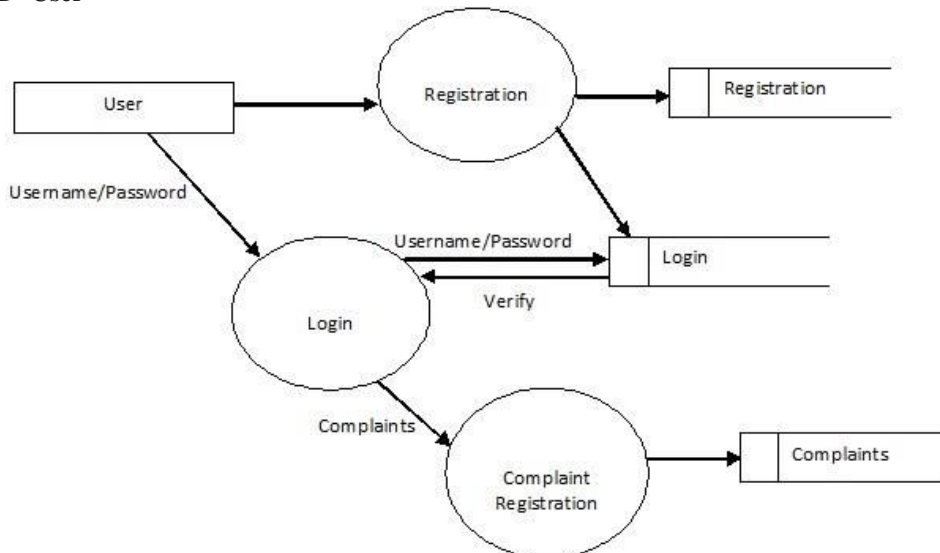 User
Registration
Registration
Username/Password
Username/Password
Login
Verify
Login
Complaints
Complaints
Complaint
Registration